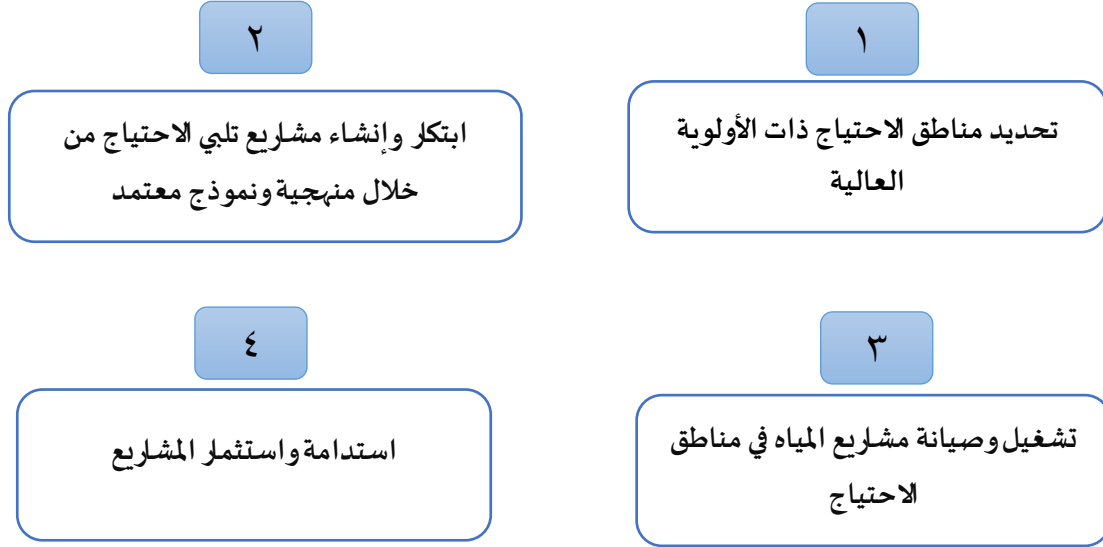 ١
تحديد مناطق الاحتياج ذات الأولوية
العالية
٢
ابتكار وإنشاء مشاريع تلبي الاحتياج من
خلال منهجية ونموذج معتمد
٣
تشغيل وصيانة مشاريع المياه في مناطق
الاحتياج
٤
استدامة واستثمار المشاريع